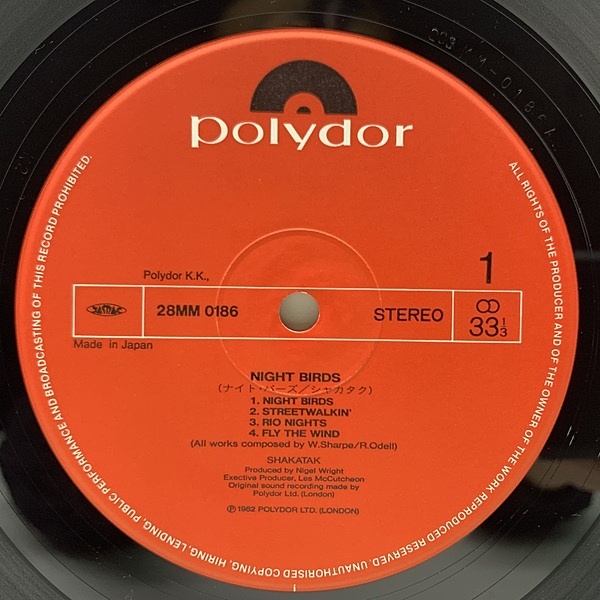 polydor
1
Polydor K.K.,
JASRAC
28MM 0186
STEREO
33 1/3
Made in Japan
NIGHT BIRDS
(ナイト・バーズ／シャカタク)
1. NIGHT BIRDS
2. STREETWALKIN'
3. RIO NIGHTS
4. FLY THE WIND
(All works composed by W.Sharpe/R.Odell)
SHAKATAK
Produced by Nigel Wright
Exective Producer, Les McCutcheon
Original sound recording made by
Polydor Ltd. (London)
Ⓟ 1982 POLYDOR LTD. (LONDON)
ALL RIGHTS OF THE PRODUCER AND OF THE OWNER OF THE WORK REPRODUCED RESERVED. UNAUTHORISED COPYING, HIRING, LENDING, PUBLIC PERFORMANCE AND BROADCASTING OF THIS RECORD PROHIBITED.